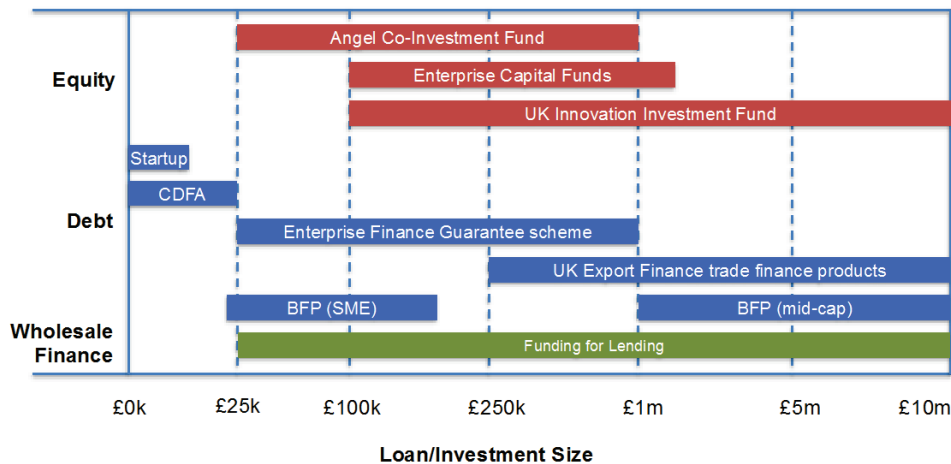 Equity
Angel Co-Investment Fund
Enterprise Capital Funds
UK Innovation Investment Fund
Startup
CDFA
Debt
Enterprise Finance Guarantee scheme
UK Export Finance trade finance products
BFP (SME)
BFP (mid-cap)
Wholesale
Finance
Funding for Lending
£0k £25k £100k £250k £1m £5m £10m
Loan/Investment Size